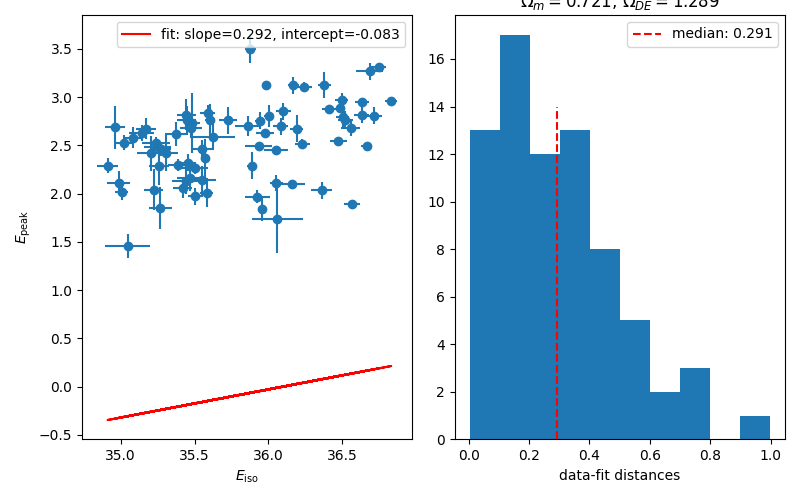 fit: slope=0.292, intercept=-0.083
3.5
3.0
2.5
2.0
1.5
1.0
0.5
0.0
−0.5
E_peak
35.0 35.5 36.0 36.5
E_iso
Ω_m = 0.721, Ω_DE = 1.289
median: 0.291
16
14
12
10
8
6
4
2
0
0.0 0.2 0.4 0.6 0.8 1.0
data-fit distances